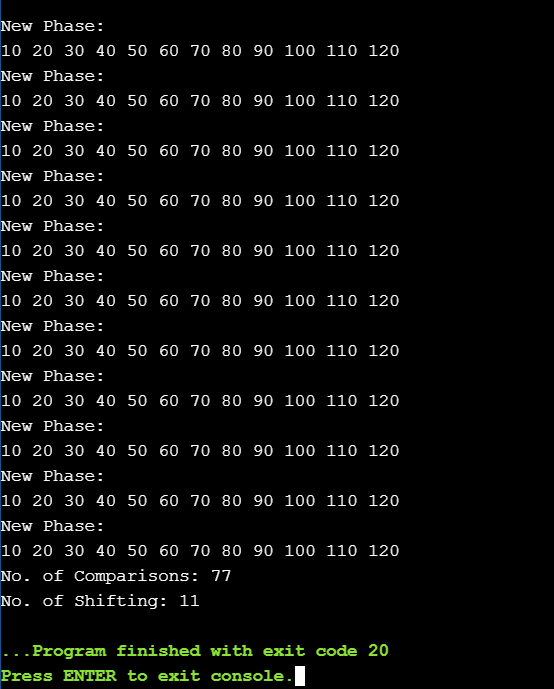 New Phase:
10 20 30 40 50 60 70 80 90 100 110 120
New Phase:
10 20 30 40 50 60 70 80 90 100 110 120
New Phase:
10 20 30 40 50 60 70 80 90 100 110 120
New Phase:
10 20 30 40 50 60 70 80 90 100 110 120
New Phase:
10 20 30 40 50 60 70 80 90 100 110 120
New Phase:
10 20 30 40 50 60 70 80 90 100 110 120
New Phase:
10 20 30 40 50 60 70 80 90 100 110 120
New Phase:
10 20 30 40 50 60 70 80 90 100 110 120
New Phase:
10 20 30 40 50 60 70 80 90 100 110 120
New Phase:
10 20 30 40 50 60 70 80 90 100 110 120
New Phase:
10 20 30 40 50 60 70 80 90 100 110 120
No. of Comparisons: 77
No. of Shifting: 11
...Program finished with exit code 20
Press ENTER to exit console.